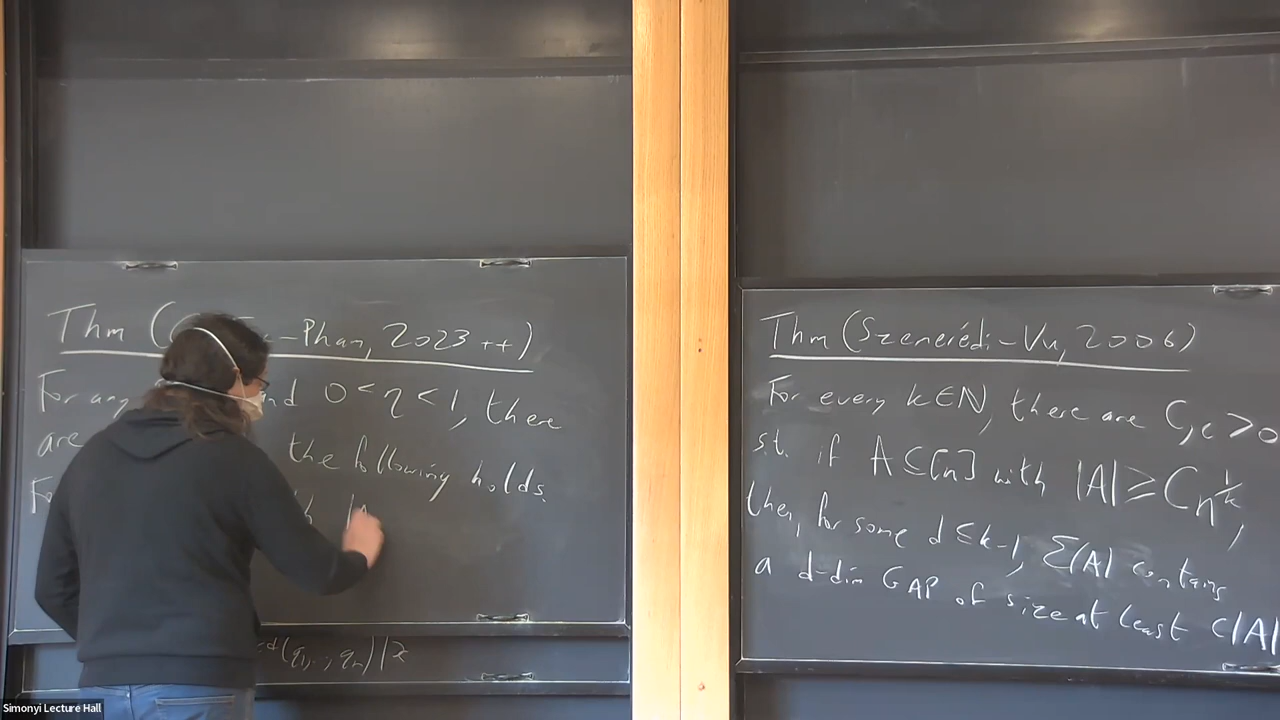 Thm ( -Phan, 2023++)
For any nd 0<η<1, there
are the following holds.
Fo h |A
cd(q₁,..,qₙ)|x
Thm (Szenerédi-Vu, 2006)
For every k∈N, there are C,c>0
s.t. if A⊆[n] with |A|≥Cn^{1/k},
then, for some d≤k-1, Σ(A) contains
a d-dim GAP of size at least c|A|
Simonyi Lecture Hall